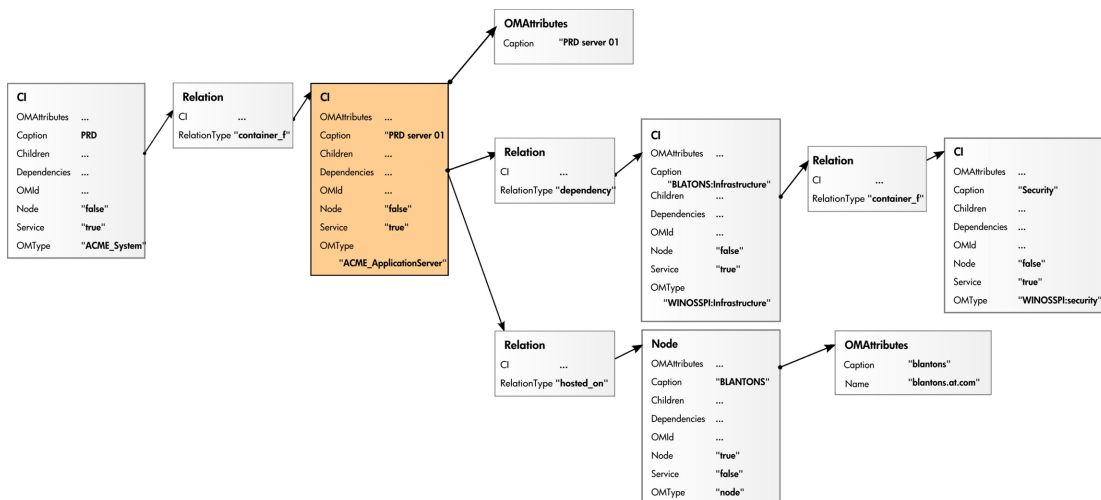 OMAttributes
Caption "PRD server 01
CI
OMAttributes ...
Caption PRD
Children ...
Dependencies ...
OMId ...
Node "false"
Service "true"
OMType "ACME_System"
Relation
CI ...
RelationType "container_f"
CI
OMAttributes ...
Caption "PRD server 01
Children ...
Dependencies ...
OMId ...
Node "false"
Service "true"
OMType
"ACME_ApplicationServer"
Relation
CI ...
RelationType "dependency"
CI
OMAttributes ...
Caption
"BLATONS:Infrastructure"
Children ...
Dependencies ...
OMId ...
Node "false"
Service "true"
OMType
"WINOSSPI:Infrastructure"
Relation
CI ...
RelationType "container_f"
CI
OMAttributes ...
Caption "Security"
Children ...
Dependencies ...
OMId ...
Node "false"
Service "true"
OMType "WINOSSPI:security"
Relation
CI ...
RelationType "hosted_on"
Node
OMAttributes ...
Caption "BLANTONS"
Children ...
Dependencies ...
OMId ...
Node "true"
Service "false"
OMType "node"
OMAttributes
Caption "blantons"
Name "blantons.at.com"